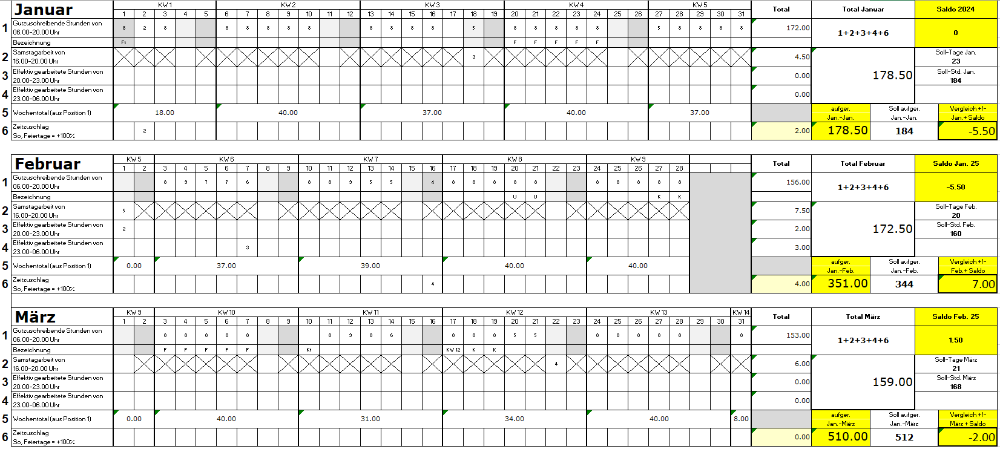 Januar KW 1 KW 2 KW 3 KW 4 KW 5 Total Total Januar Saldo 2024
1 2 3 4 5 6 7 8 9 10 11 12 13 14 15 16 17 18 19 20 21 22 23 24 25 26 27 28 29 30 31
1 Gutzuschreibende Stunden von
06.00-20.00 Uhr 8 2 8 8 8 8 8 8 8 8 8 8 5 8 8 8 8 8 5 8 8 8 8 172.00 1+2+3+4+6 0
Bezeichnung Ft F F F F F
2 Samstagarbeit von
16.00-20.00 Uhr 3 4.50 178.50 Soll-Tage Jan.
23
3 Effektiv gearbeitete Stunden von
20.00-23.00 Uhr 0.00 Soll-Std. Jan.
184
4 Effektiv gearbeitete Stunden von
23.00-06.00 Uhr 0.00
5 Wochentotal (aus Position 1) 18.00 40.00 37.00 40.00 37.00 aufger. Soll aufger. Vergleich +/-
Jan.-Jan. Jan.-Jan. Jan.+ Saldo
6 Zeitzuschlag
So, Feiertage = +100% 2 2.00 178.50 184 -5.50
Februar KW 5 KW 6 KW 7 KW 8 KW 9 Total Total Februar Saldo Jan. 25
1 2 3 4 5 6 7 8 9 10 11 12 13 14 15 16 17 18 19 20 21 22 23 24 25 26 27 28
1 Gutzuschreibende Stunden von
06.00-20.00 Uhr 8 9 7 7 6 8 8 9 5 5 4 8 8 8 8 8 8 8 8 8 8 156.00 1+2+3+4+6 -5.50
Bezeichnung U U K K
2 Samstagarbeit von
16.00-20.00 Uhr 5 7.50 172.50 Soll-Tage Feb.
20
3 Effektiv gearbeitete Stunden von
20.00-23.00 Uhr 2 2.00 Soll-Std. Feb.
160
4 Effektiv gearbeitete Stunden von
23.00-06.00 Uhr 3 3.00
5 Wochentotal (aus Position 1) 0.00 37.00 39.00 40.00 40.00 aufger. Soll aufger. Vergleich +/-
Jan.-Feb. Jan.-Feb. Feb.+ Saldo
6 Zeitzuschlag
So, Feiertage = +100% 4 4.00 351.00 344 7.00
März KW 9 KW 10 KW 11 KW 12 KW 13 KW 14 Total Total März Saldo Feb. 25
1 2 3 4 5 6 7 8 9 10 11 12 13 14 15 16 17 18 19 20 21 22 23 24 25 26 27 28 29 30 31
1 Gutzuschreibende Stunden von
06.00-20.00 Uhr 8 8 8 8 8 8 9 8 6 8 8 8 5 5 8 8 8 8 8 8 153.00 1+2+3+4+6 1.50
Bezeichnung F F F F F Kt KW 12 K K
2 Samstagarbeit von
16.00-20.00 Uhr 4 6.00 159.00 Soll-Tage März
21
3 Effektiv gearbeitete Stunden von
20.00-23.00 Uhr 0.00 Soll-Std. März
168
4 Effektiv gearbeitete Stunden von
23.00-06.00 Uhr 0.00
5 Wochentotal (aus Position 1) 0.00 40.00 31.00 34.00 40.00 8.00 aufger. Soll aufger. Vergleich +/-
Jan.-März Jan.-März März + Saldo
6 Zeitzuschlag
So, Feiertage = +100% 0.00 510.00 512 -2.00